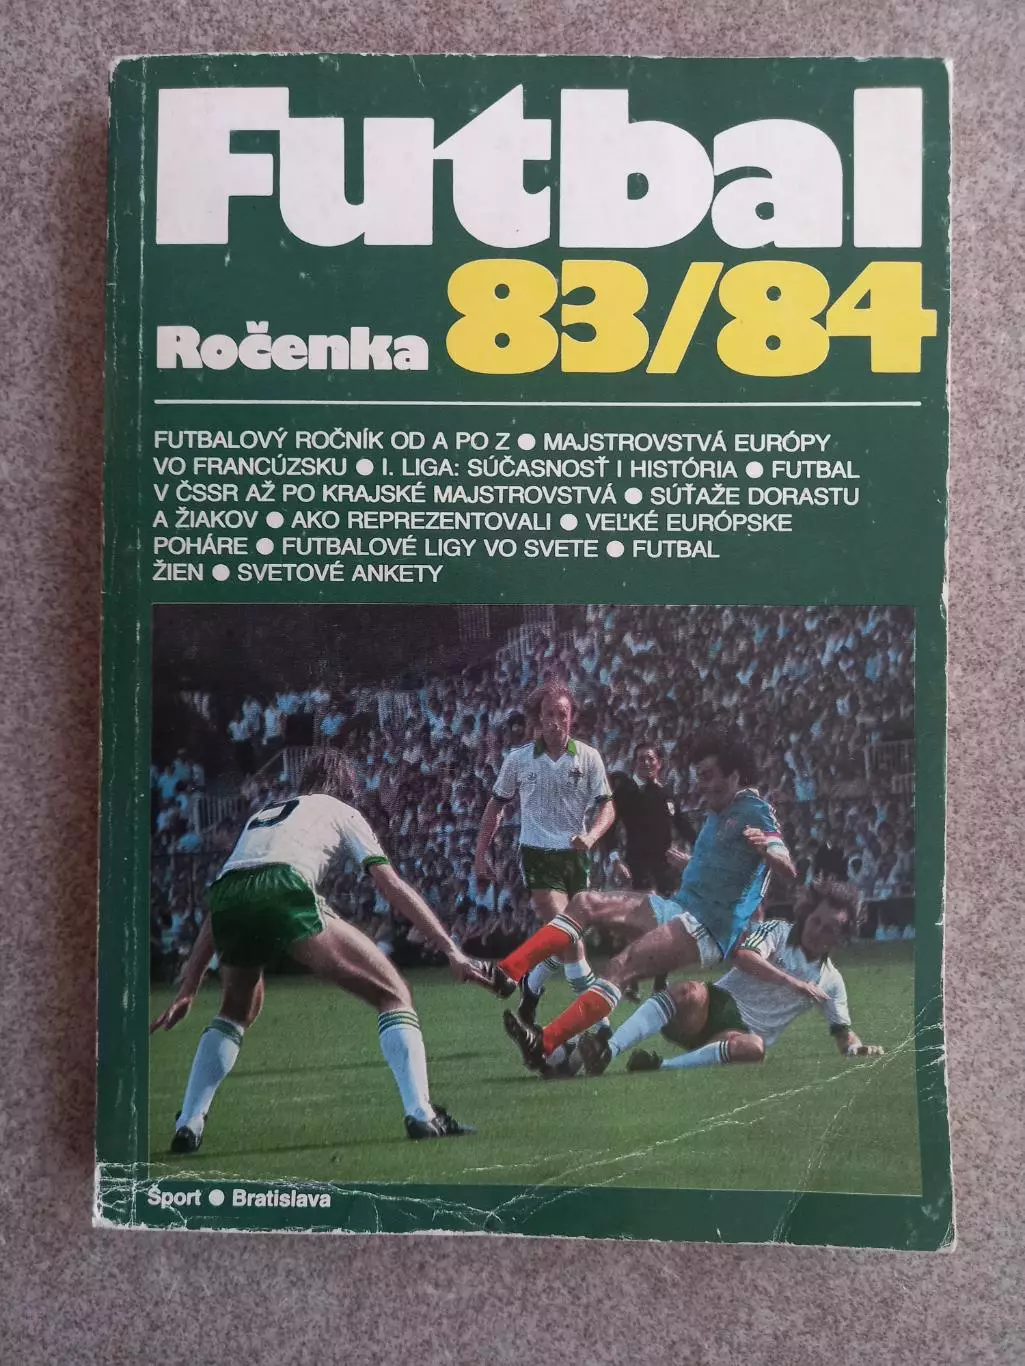 Futbal
Ročenka 83/84
FUTBALOVÝ ROČNÍK OD A PO Z ● MAJSTROVSTVÁ EURÓPY
VO FRANCÚZSKU ● I. LIGA: SÚČASNOSŤ I HISTÓRIA ● FUTBAL
V ČSSR AŽ PO KRAJSKÉ MAJSTROVSTVÁ ● SÚŤAŽE DORASTU
A ŽIAKOV ● AKO REPREZENTOVALI ● VEĽKÉ EURÓPSKE
POHÁRE ● FUTBALOVÉ LIGY VO SVETE ● FUTBAL
ŽIEN ● SVETOVÉ ANKETY
Šport ● Bratislava